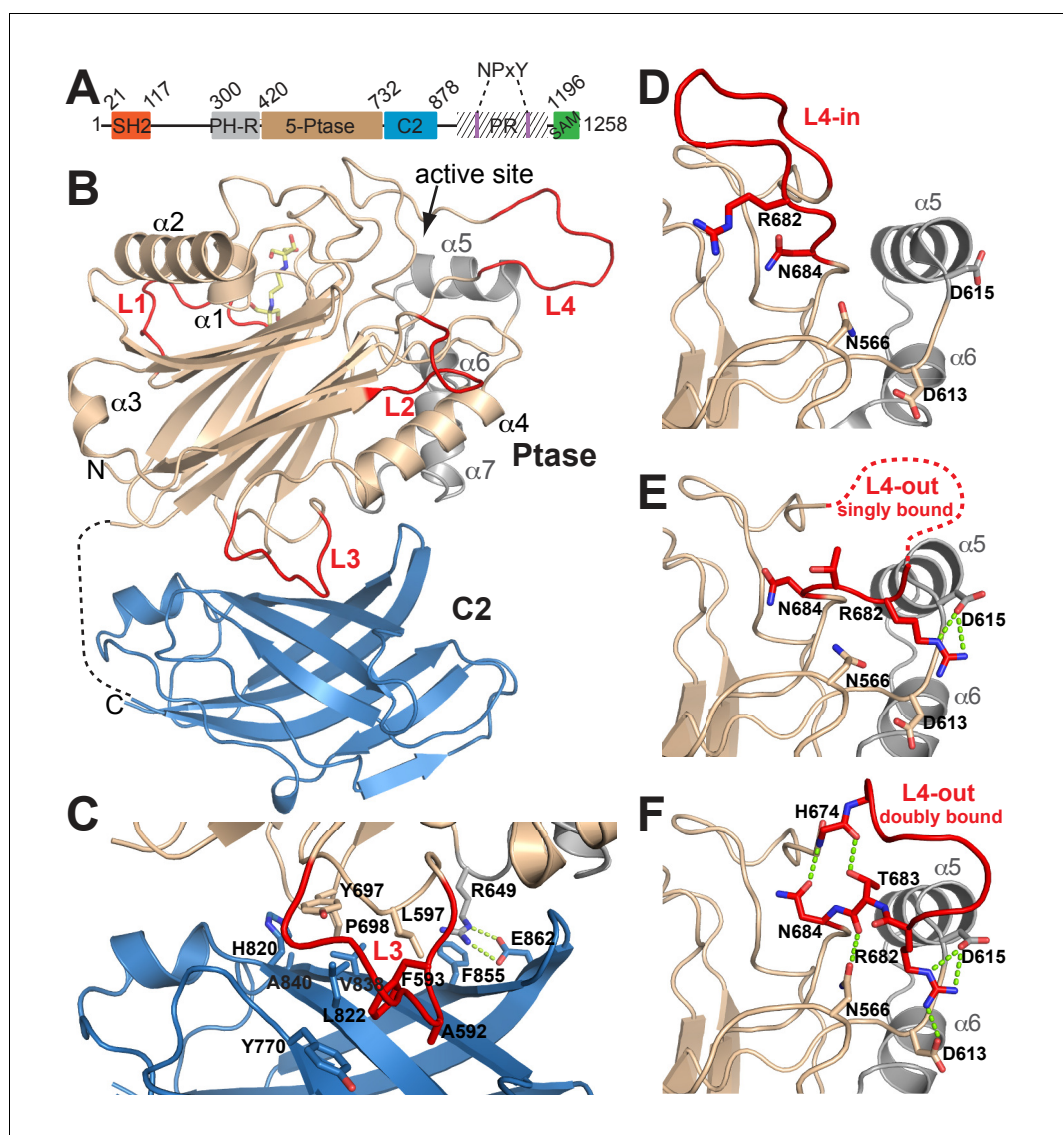 A
NPxY
21 117 300 420 732 878 1196
1 SH2 PH-R 5-Ptase C2 PR SAM 1258
B
active site
α2
α5
L1
α1
L4
α3
α6
L2
α4
N
Ptase
α7
L3
C2
C
C
R649
Y697
L597
P698
E862
L3
H820
F593
F855
A840
V838
L822
A592
Y770
D
L4-in
α5
R682
N684
D615
N566
α6
D613
E
L4-out
singly bound
α5
N684
R682
D615
N566
α6
D613
F
L4-out
doubly bound
H674
α5
T683
N684
R682
D615
N566
α6
D613